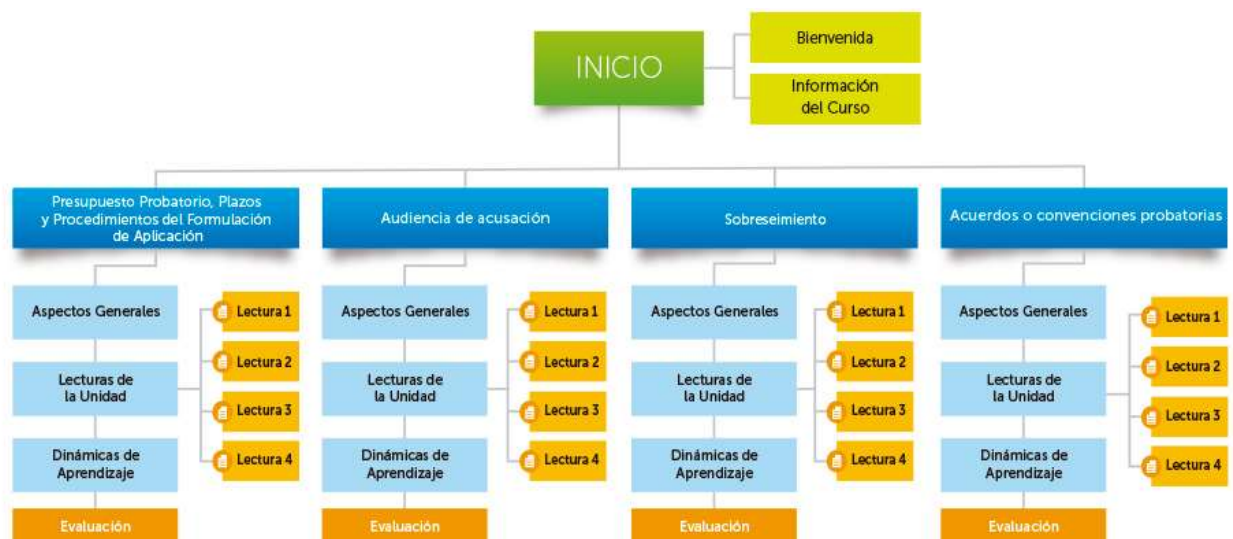 INICIO
Bienvenida
Información
del Curso
Presupuesto Probatorio, Plazos
y Procedimientos del Formulación
de Aplicación
Aspectos Generales
Lecturas de
la Unidad
Dinámicas de
Aprendizaje
Evaluación
Lectura 1
Lectura 2
Lectura 3
Lectura 4
Audiencia de acusación
Aspectos Generales
Lecturas de
la Unidad
Dinámicas de
Aprendizaje
Evaluación
Lectura 1
Lectura 2
Lectura 3
Lectura 4
Sobreseimiento
Aspectos Generales
Lecturas de
la Unidad
Dinámicas de
Aprendizaje
Evaluación
Lectura 1
Lectura 2
Lectura 3
Lectura 4
Acuerdos o convenciones probatorias
Aspectos Generales
Lecturas de
la Unidad
Dinámicas de
Aprendizaje
Evaluación
Lectura 1
Lectura 2
Lectura 3
Lectura 4